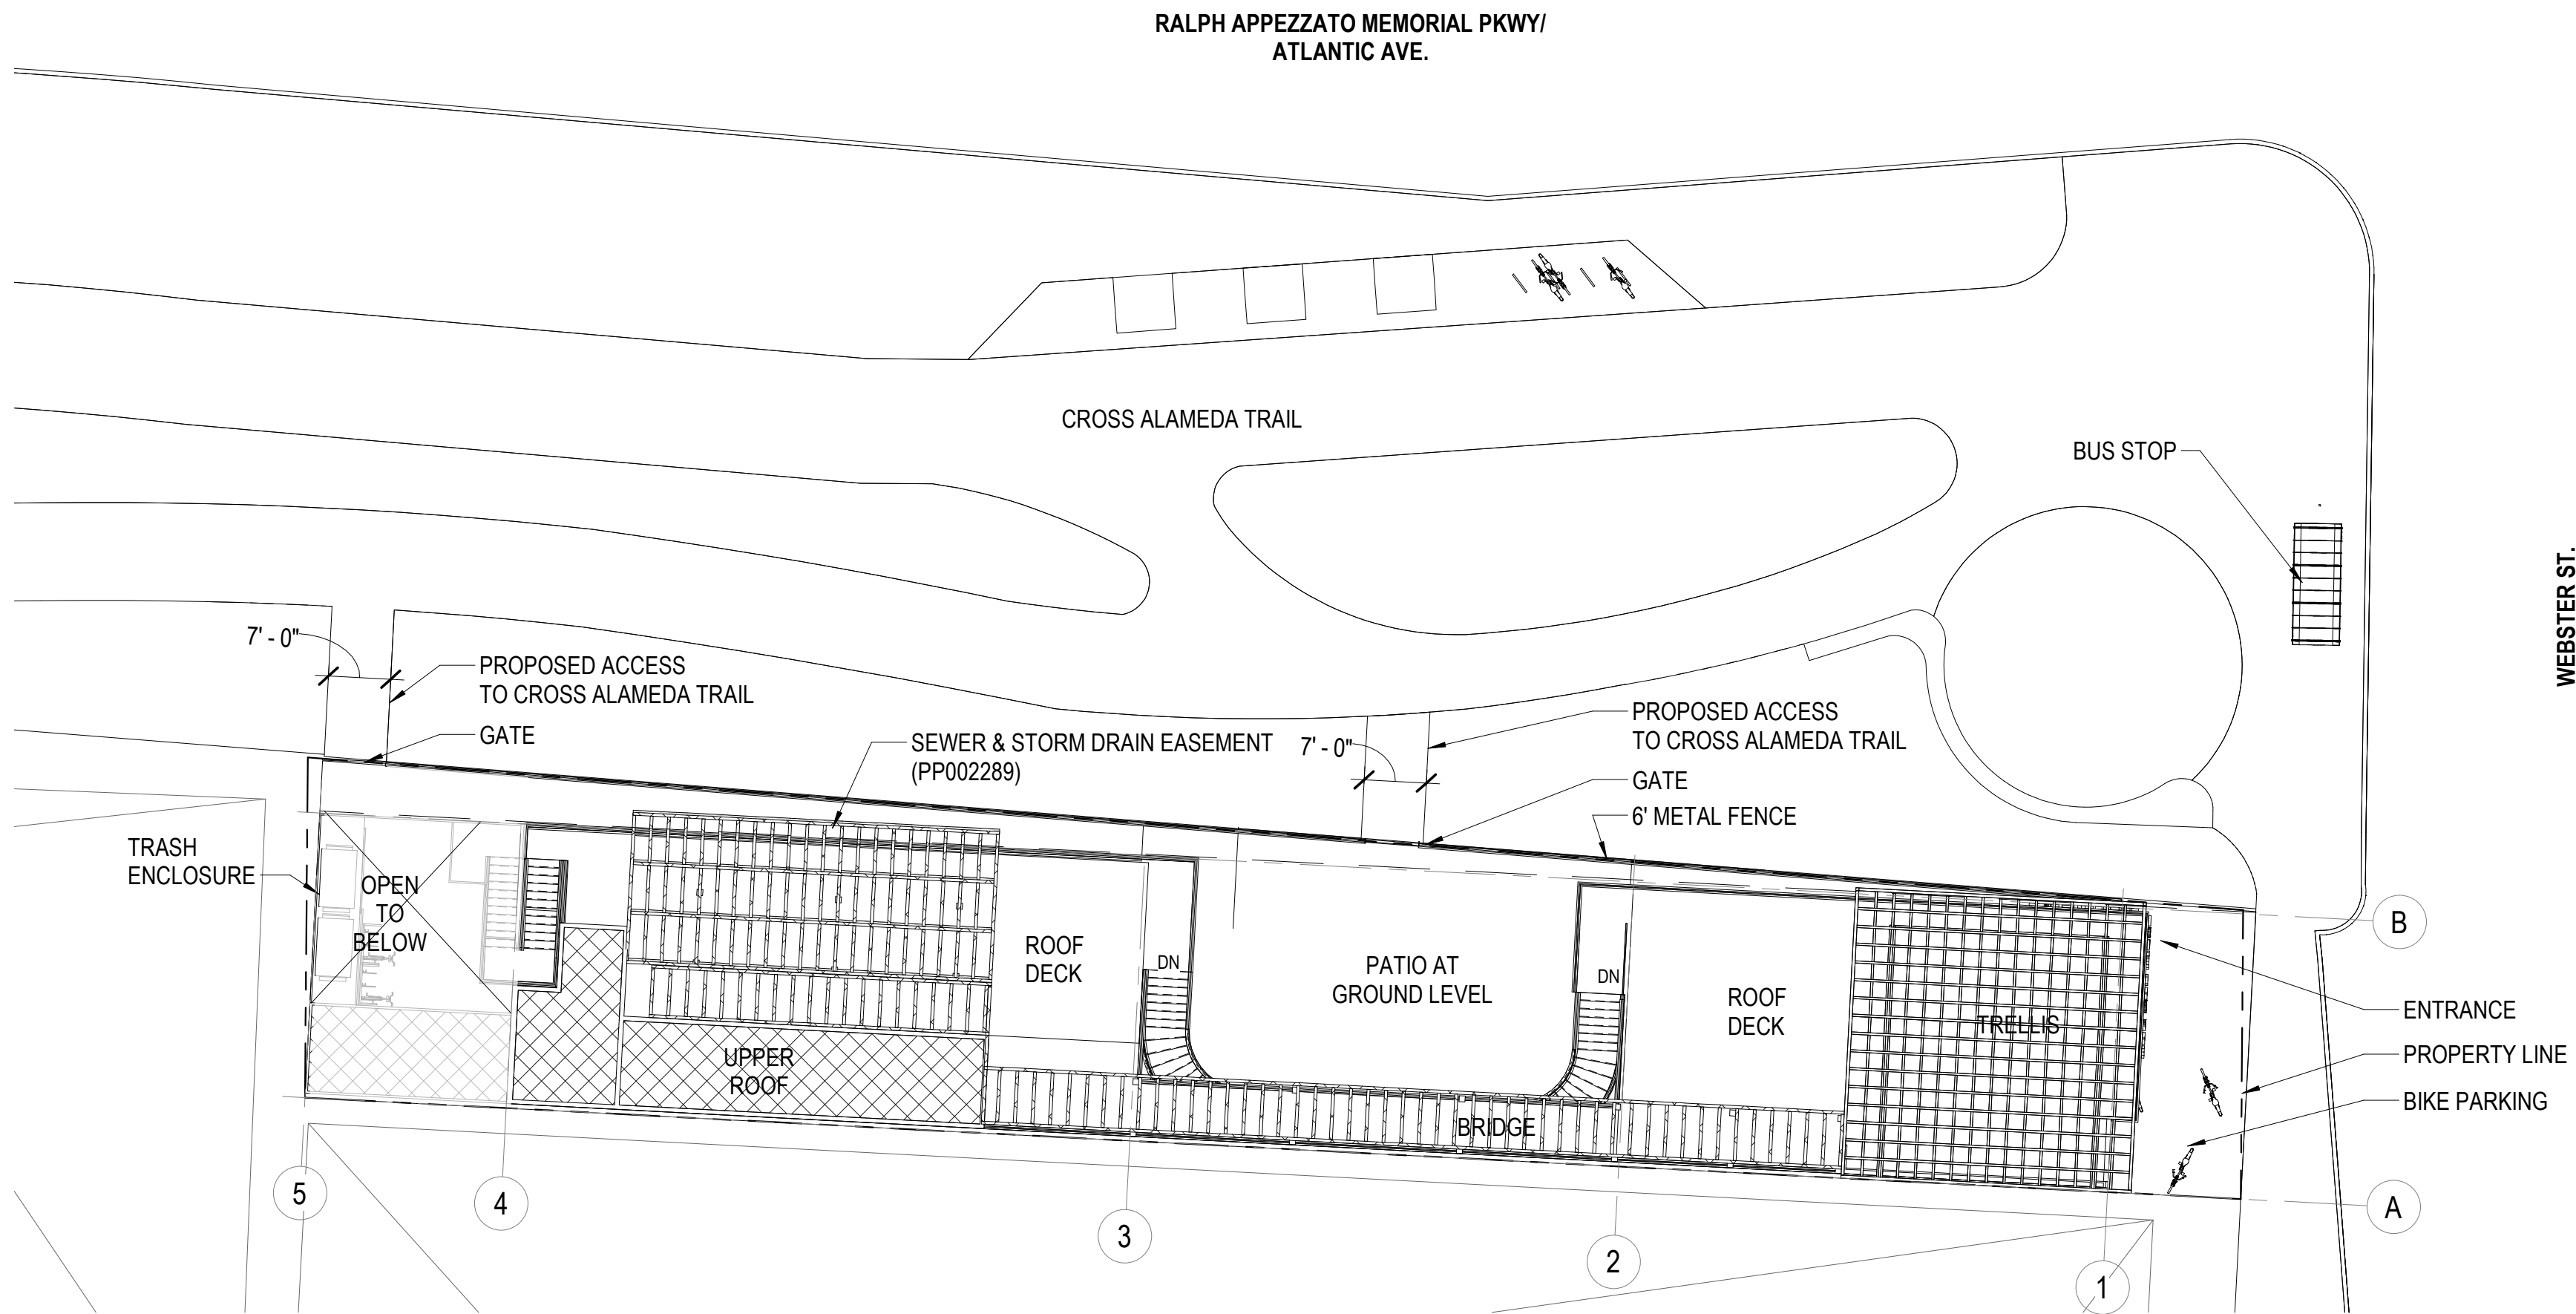 RALPH APPEZZATO MEMORIAL PKWY/
ATLANTIC AVE.
CROSS ALAMEDA TRAIL
BUS STOP
WEBSTER ST.
7' - 0"
PROPOSED ACCESS
TO CROSS ALAMEDA TRAIL
GATE
SEWER & STORM DRAIN EASEMENT
(PP002289)
7' - 0"
PROPOSED ACCESS
TO CROSS ALAMEDA TRAIL
GATE
6' METAL FENCE
TRASH
ENCLOSURE
OPEN
TO
BELOW
ROOF
DECK
DN
PATIO AT
GROUND LEVEL
DN
ROOF
DECK
TRELLIS
UPPER
ROOF
BRIDGE
B
ENTRANCE
PROPERTY LINE
BIKE PARKING
A
5
4
3
2
1